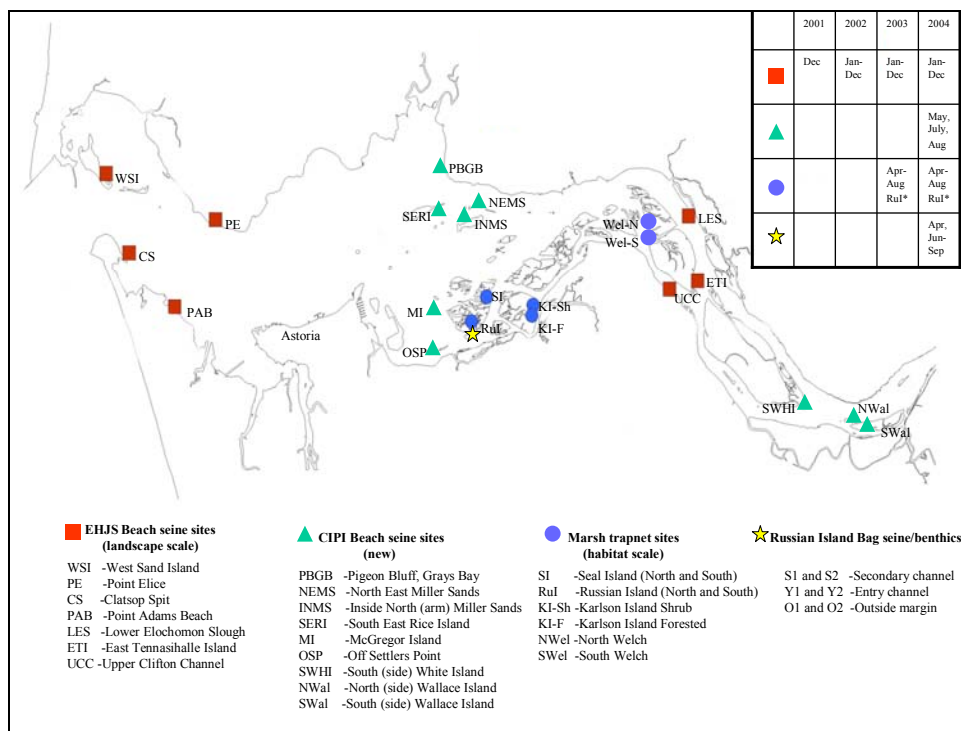 2001 2002 2003 2004
Dec Jan- Jan- Jan-
Dec Dec Dec
May,
July,
Aug
Apr- Apr-
Aug Aug
RuI* RuI*
Apr,
Jun-
Sep
WSI
PE
CS
PAB
Astoria
PBGB
NEMS
SERI
INMS
Wel-N
LES
Wel-S
ETI
UCC
SI
KI-Sh
MI
RuI
KI-F
OSP
SWHI
NWal
SWal
EHJS Beach seine sites
(landscape scale)
WSI -West Sand Island
PE -Point Elice
CS -Clatsop Spit
PAB -Point Adams Beach
LES -Lower Elochomon Slough
ETI -East Tennasihalle Island
UCC -Upper Clifton Channel
CIPI Beach seine sites
(new)
PBGB -Pigeon Bluff, Grays Bay
NEMS -North East Miller Sands
INMS -Inside North (arm) Miller Sands
SERI -South East Rice Island
MI -McGregor Island
OSP -Off Settlers Point
SWHI -South (side) White Island
NWal -North (side) Wallace Island
SWal -South (side) Wallace Island
Marsh trapnet sites
(habitat scale)
SI -Seal Island (North and South)
RuI -Russian Island (North and South)
KI-Sh -Karlson Island Shrub
KI-F -Karlson Island Forested
NWel -North Welch
SWel -South Welch
Russian Island Bag seine/benthics
S1 and S2 -Secondary channel
Y1 and Y2 -Entry channel
O1 and O2 -Outside margin